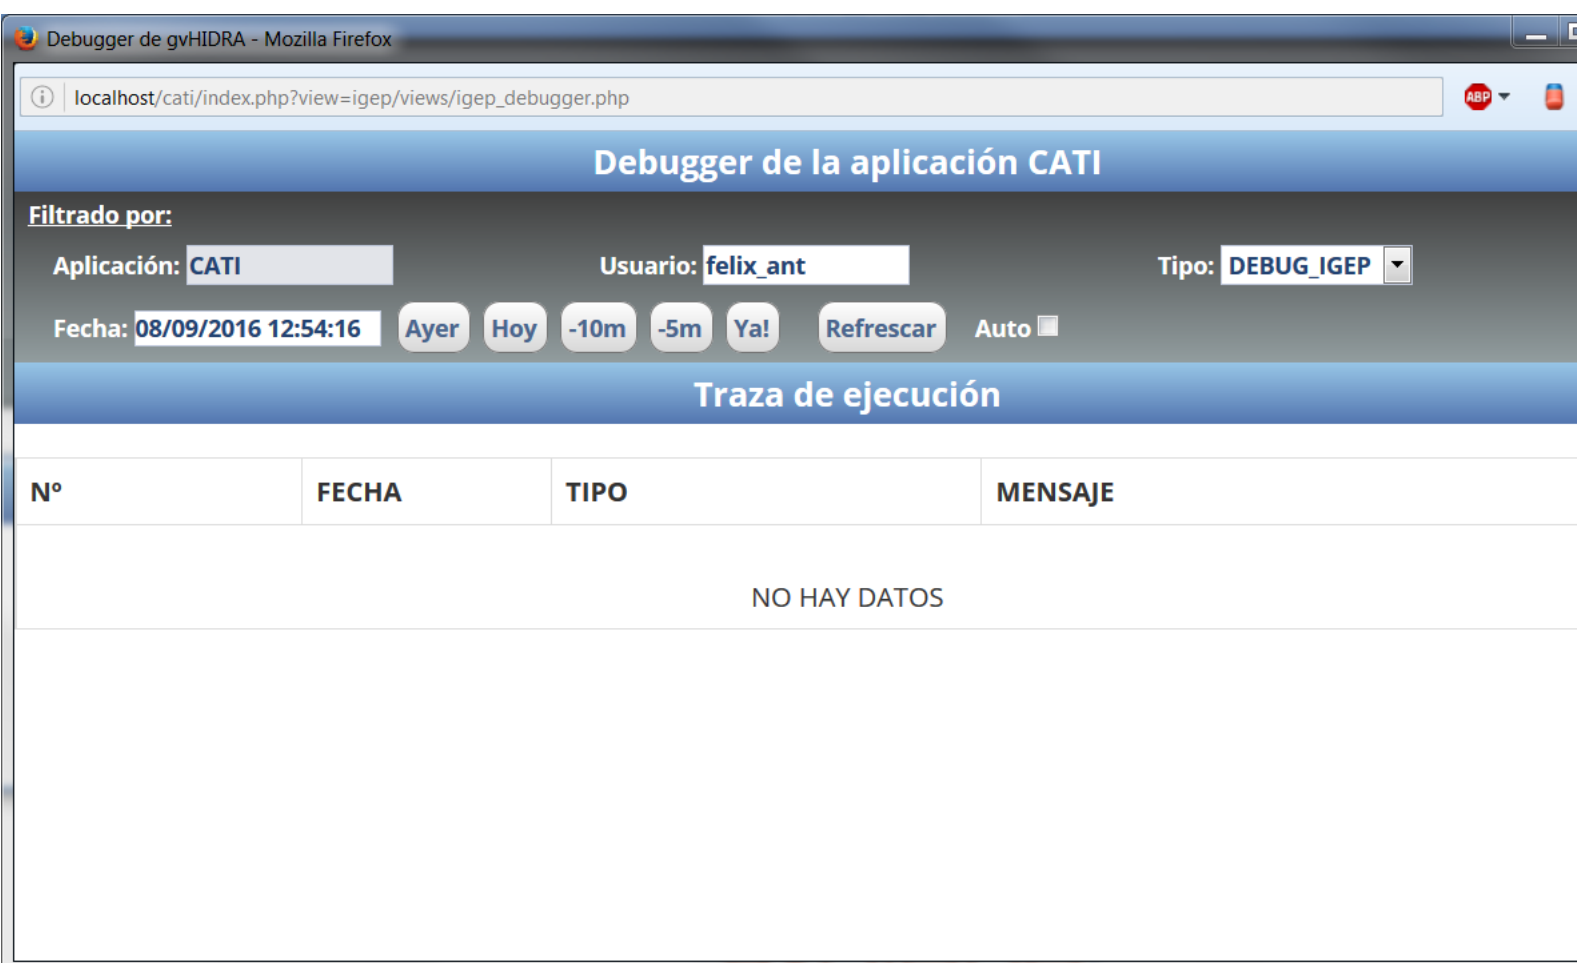 Debugger de gvHIDRA - Mozilla Firefox
localhost/cati/index.php?view=igep/views/igep_debugger.php
ABP
Debugger de la aplicación CATI
Filtrado por:
Aplicación: CATI Usuario: felix_ant Tipo: DEBUG_IGEP
Fecha: 08/09/2016 12:54:16 Ayer Hoy -10m -5m Ya! Refrescar Auto
Traza de ejecución
Nº FECHA TIPO MENSAJE
NO HAY DATOS